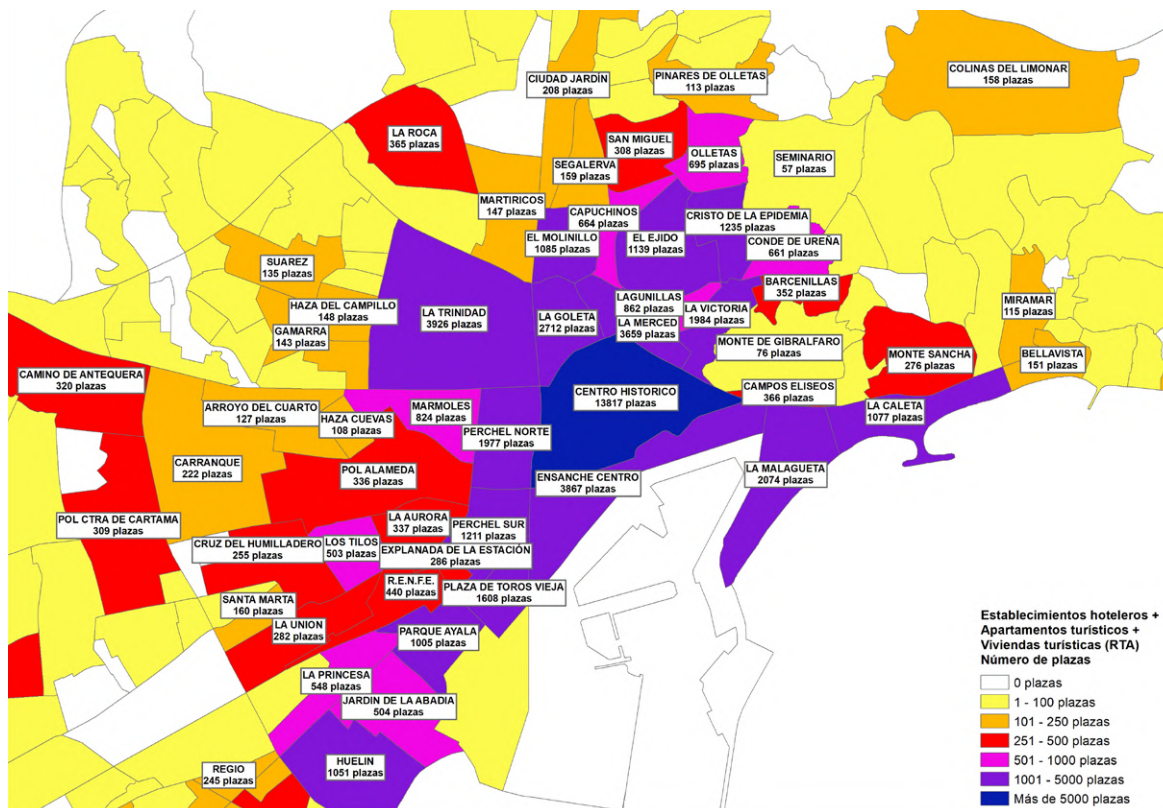 CIUDAD JARDÍN
208 plazas
PINARES DE OLLETAS
113 plazas
COLINAS DEL LIMONAR
158 plazas
LA ROCA
365 plazas
SAN MIGUEL
308 plazas
OLLETAS
695 plazas
SEMINARIO
57 plazas
SEGALERVA
159 plazas
MARTIRICOS
147 plazas
CAPUCHINOS
664 plazas
CRISTO DE LA EPIDEMIA
1235 plazas
EL MOLINILLO
1085 plazas
EL EJIDO
1139 plazas
CONDE DE UREÑA
661 plazas
SUAREZ
135 plazas
BARCENILLAS
352 plazas
HAZA DEL CAMPILLO
148 plazas
LA TRINIDAD
3926 plazas
LA GOLETA
2712 plazas
LAGUNILLAS
862 plazas
LA MERCED
3659 plazas
LA VICTORIA
1984 plazas
MIRAMAR
115 plazas
GAMARRA
143 plazas
MONTE DE GIBRALFARO
76 plazas
MONTE SANCHA
276 plazas
BELLAVISTA
151 plazas
CAMINO DE ANTEQUERA
320 plazas
CENTRO HISTORICO
13817 plazas
CAMPOS ELISEOS
366 plazas
ARROYO DEL CUARTO
127 plazas
HAZA CUEVAS
108 plazas
MARMOLES
824 plazas
LA CALETA
1077 plazas
PERCHEL NORTE
1977 plazas
CARRANQUE
222 plazas
POL ALAMEDA
336 plazas
ENSANCHE CENTRO
3867 plazas
LA MALAGUETA
2074 plazas
POL CTRA DE CARTAMA
309 plazas
LA AURORA
337 plazas
PERCHEL SUR
1211 plazas
CRUZ DEL HUMILLADERO
255 plazas
LOS TILOS
503 plazas
EXPLANADA DE LA ESTACIÓN
286 plazas
R.E.N.F.E.
440 plazas
PLAZA DE TOROS VIEJA
1608 plazas
SANTA MARTA
160 plazas
LA UNION
282 plazas
PARQUE AYALA
1005 plazas
LA PRINCESA
548 plazas
JARDIN DE LA ABADIA
504 plazas
HUELIN
1051 plazas
REGIO
245 plazas
Establecimientos hoteleros +
Apartamentos turísticos +
Viviendas turísticas (RTA)
Número de plazas
0 plazas
1 - 100 plazas
101 - 250 plazas
251 - 500 plazas
501 - 1000 plazas
1001 - 5000 plazas
Más de 5000 plazas